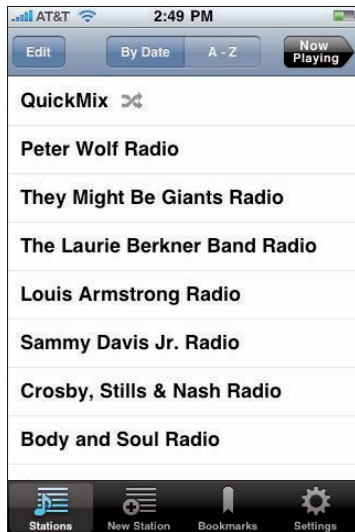 AT&T 2:49 PM
Edit By Date A - Z Now Playing
QuickMix
Peter Wolf Radio
They Might Be Giants Radio
The Laurie Berkner Band Radio
Louis Armstrong Radio
Sammy Davis Jr. Radio
Crosby, Stills & Nash Radio
Body and Soul Radio
Stations New Station Bookmarks Settings